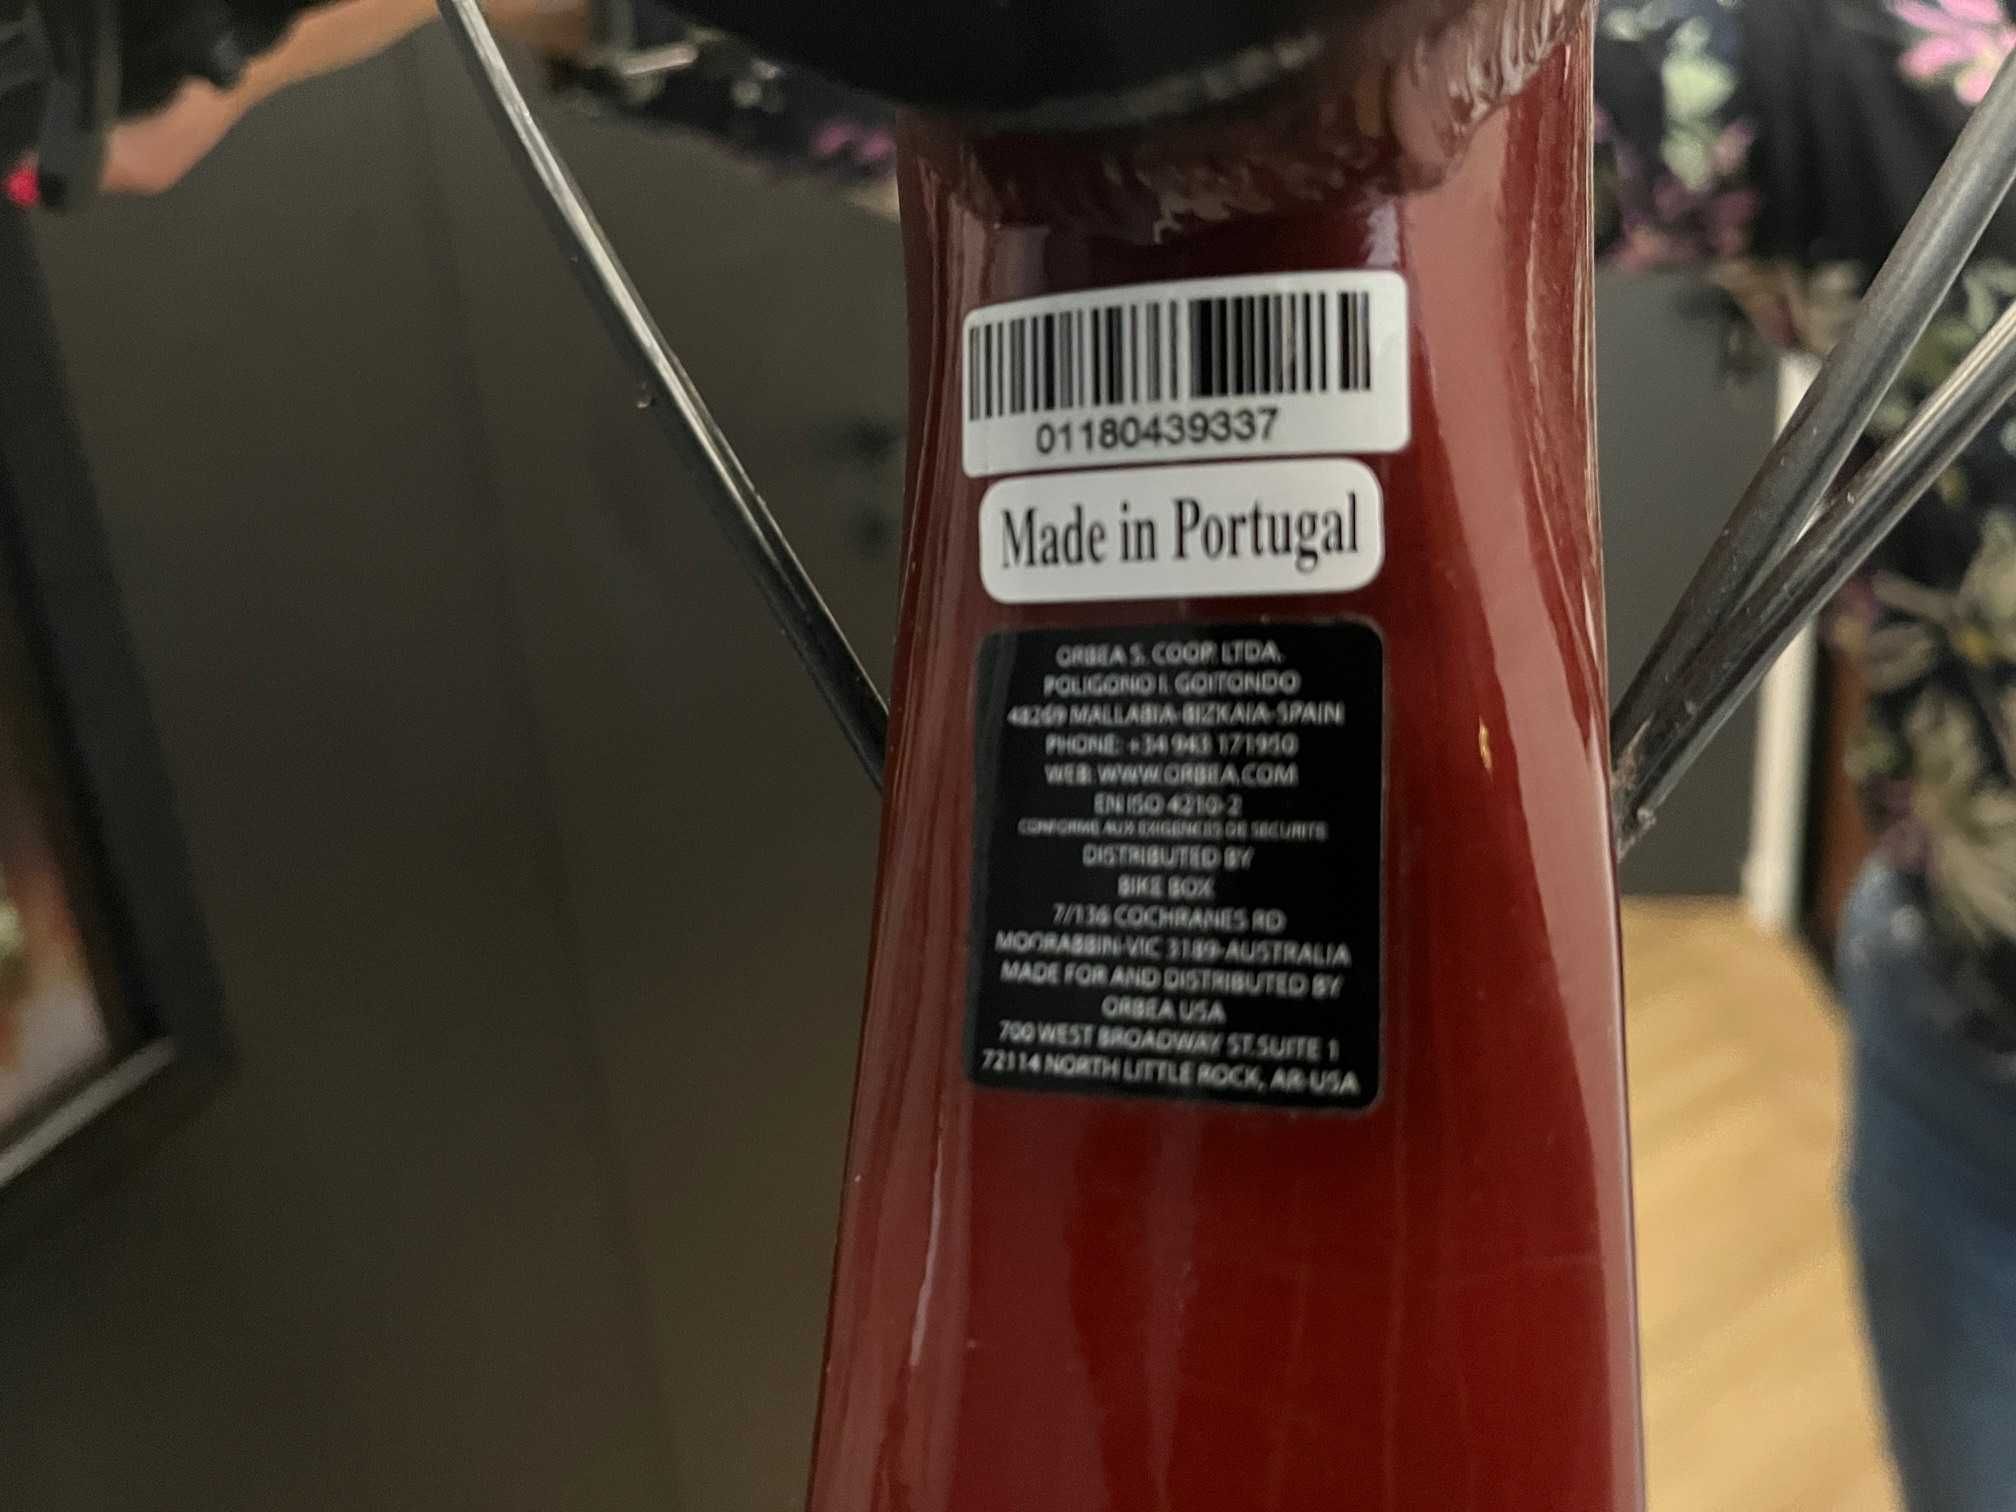 01180439337
Made in Portugal
ORBEA S. COOP. LTDA.
POLIGONO I. GOITONDO
48269 MALLABIA-BIZKAIA-SPAIN
PHONE: +34 943 171950
WEB: WWW.ORBEA.COM
EN ISO 4210-2
CONFORME AUX EXIGENCES DE SECURITE
DISTRIBUTED BY
BIKE BOX
7/136 COCHRANES RD
MOORABBIN-VIC 3189-AUSTRALIA
MADE FOR AND DISTRIBUTED BY
ORBEA USA
700 WEST BROADWAY ST.SUITE 1
72114 NORTH LITTLE ROCK, AR-USA